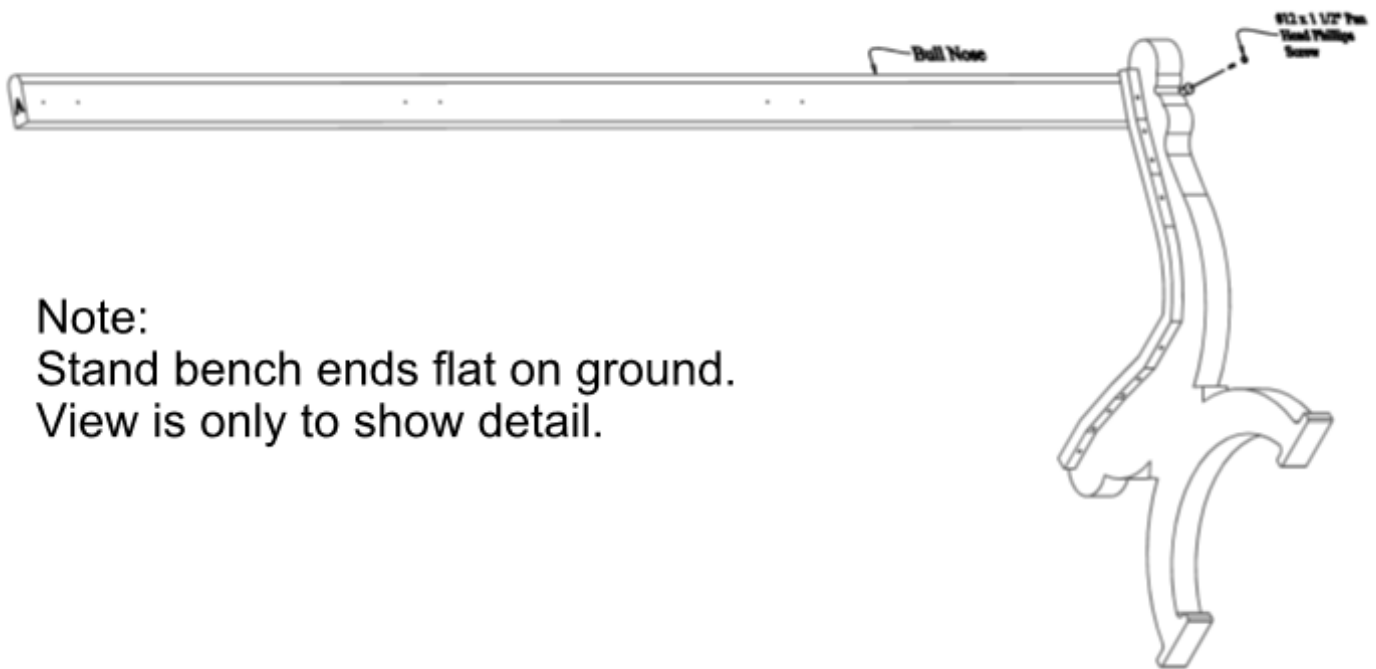 #12 x 1 1/2" Pan
Head Phillips
Screw
Bull Nose
A
Note:
Stand bench ends flat on ground.
View is only to show detail.